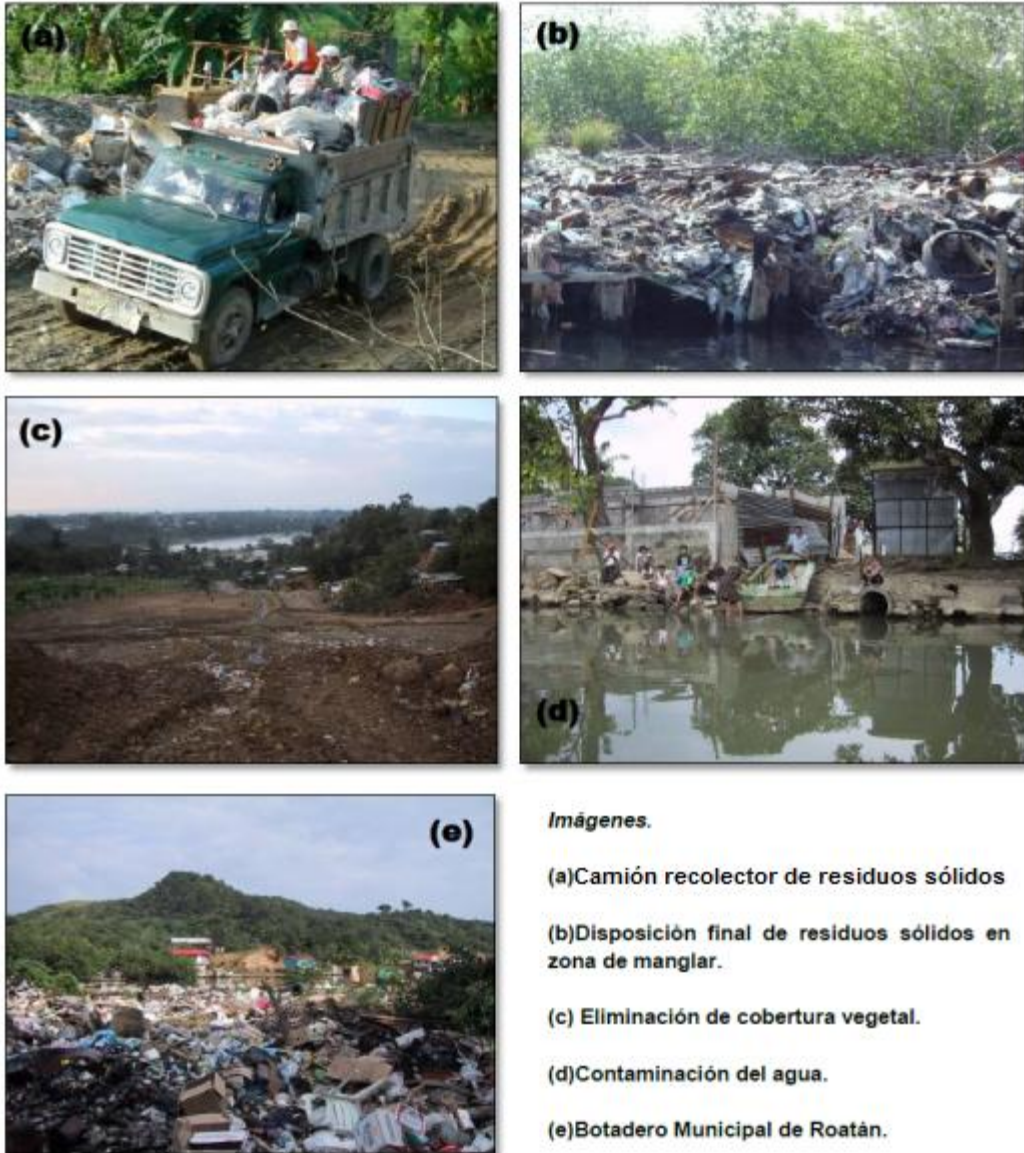 (a)
(b)
(c)
(d)
(e)
Imágenes.
(a)Camión recolector de residuos sólidos
(b)Disposición final de residuos sólidos en
zona de manglar.
(c) Eliminación de cobertura vegetal.
(d)Contaminación del agua.
(e)Botadero Municipal de Roatán.